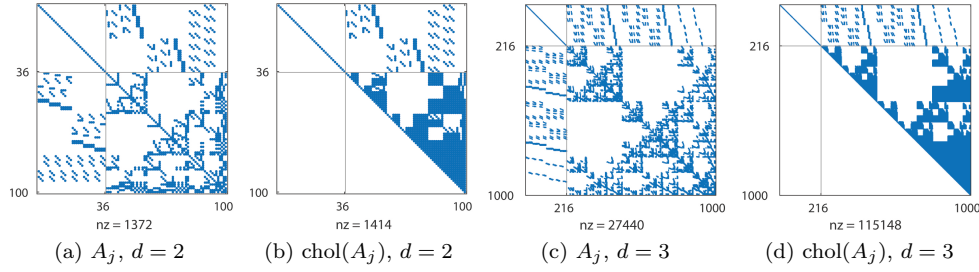 36
100
36
100
nz = 1372
(a) A_j, d = 2
36
100
36
100
nz = 1414
(b) chol(A_j), d = 2
216
1000
216
1000
nz = 27440
(c) A_j, d = 3
216
1000
216
1000
nz = 115148
(d) chol(A_j), d = 3